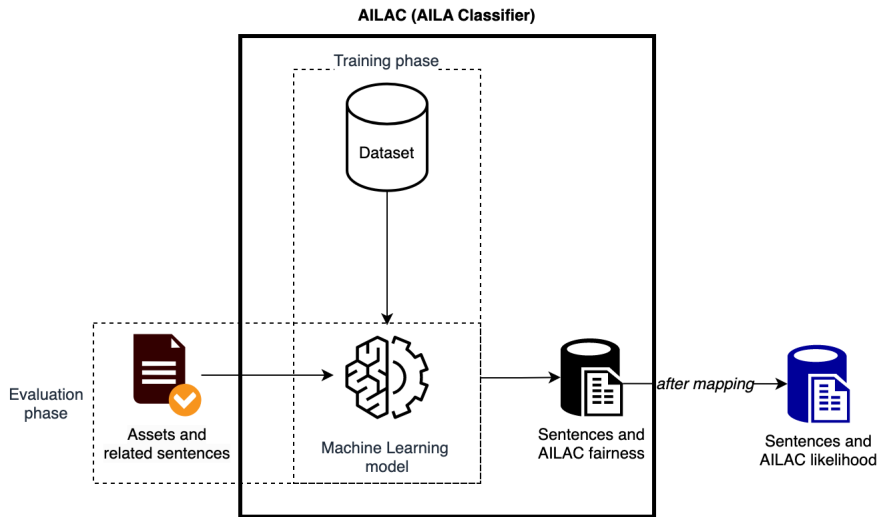 AILAC (AILA Classifier)
Training phase
Dataset
Evaluation
phase
Assets and
related sentences
Machine Learning
model
Sentences and
AILAC fairness
after mapping
Sentences and
AILAC likelihood